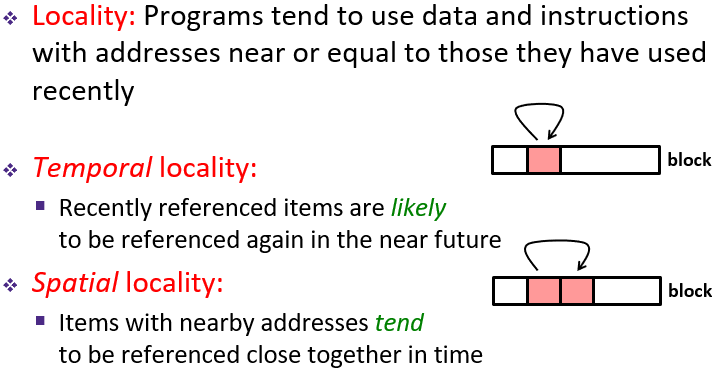 ❖ Locality: Programs tend to use data and instructions
with addresses near or equal to those they have used
recently
❖ Temporal locality:
▪ Recently referenced items are likely
to be referenced again in the near future
block
❖ Spatial locality:
▪ Items with nearby addresses tend
to be referenced close together in time
block